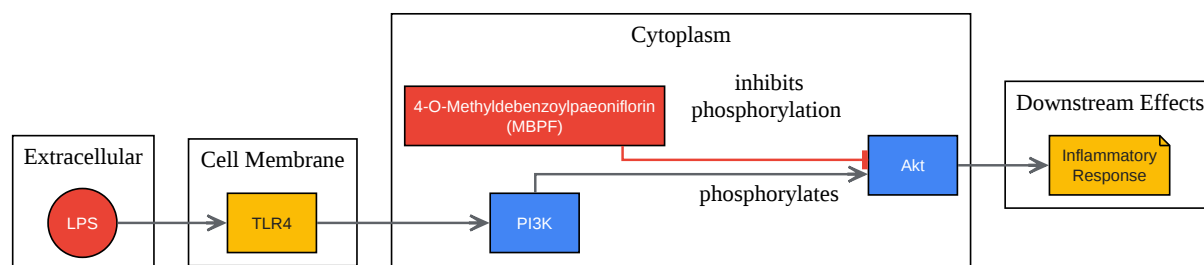 Extracellular
LPS
Cell Membrane
TLR4
Cytoplasm
4-O-Methyldebenzoylpaeoniflorin
(MBPF)
inhibits
phosphorylation
PI3K
phosphorylates
Akt
Downstream Effects
Inflammatory
Response